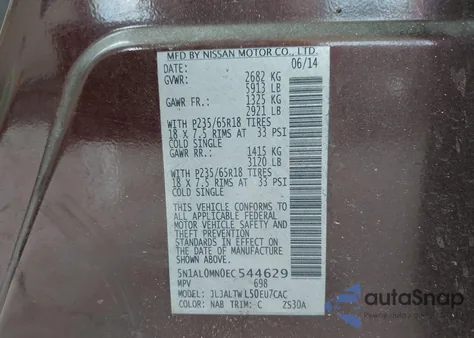 MFD BY NISSAN MOTOR CO., LTD.
DATE: 06/14
GVWR: 2682 KG
5913 LB
GAWR FR.: 1325 KG
2921 LB
WITH P235/65R18 TIRES
18 X 7.5 RIMS AT 33 PSI
COLD SINGLE
GAWR RR.: 1415 KG
3120 LB
WITH P235/65R18 TIRES
18 X 7.5 RIMS AT 33 PSI
COLD SINGLE
THIS VEHICLE CONFORMS TO
ALL APPLICABLE FEDERAL
MOTOR VEHICLE SAFETY AND
THEFT PREVENTION
STANDARDS IN EFFECT ON
THE DATE OF MANUFACTURE
SHOWN ABOVE.
5N1AL0MN0EC544629
MPV 698
MODEL: JLJALTWL50EU7CAC
COLOR: NAB TRIM: C 2S30A
autoSnap
Car Auctions